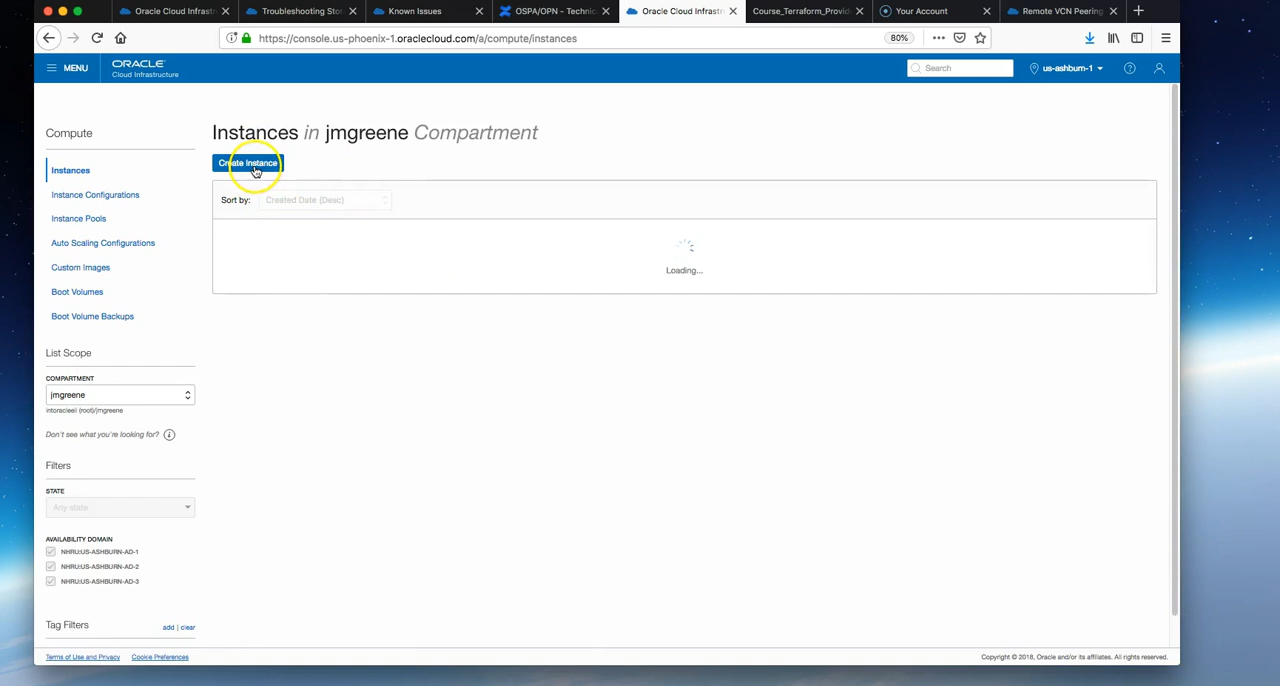 Oracle Cloud Infrastr
Troubleshooting Stor
Known Issues
OSPA/OPN - Technic
Oracle Cloud Infrastr
Course_Terraform_Provid
Your Account
Remote VCN Peering
https://console.us-phoenix-1.oraclecloud.com/a/compute/instances
80%
MENU
ORACLE
Cloud Infrastructure
Search
us-ashburn-1
Compute
Instances
Instance Configurations
Instance Pools
Auto Scaling Configurations
Custom Images
Boot Volumes
Boot Volume Backups
List Scope
COMPARTMENT
jmgreene
intoracleeii (root)/jmgreene
Don't see what you're looking for?
Filters
STATE
Any state
AVAILABILITY DOMAIN
NHRU:US-ASHBURN-AD-1
NHRU:US-ASHBURN-AD-2
NHRU:US-ASHBURN-AD-3
Tag Filters
add | clear
Instances in jmgreene Compartment
Create Instance
Sort by: Created Date (Desc)
Loading...
Terms of Use and Privacy Cookie Preferences
Copyright © 2018, Oracle and/or its affiliates. All rights reserved.